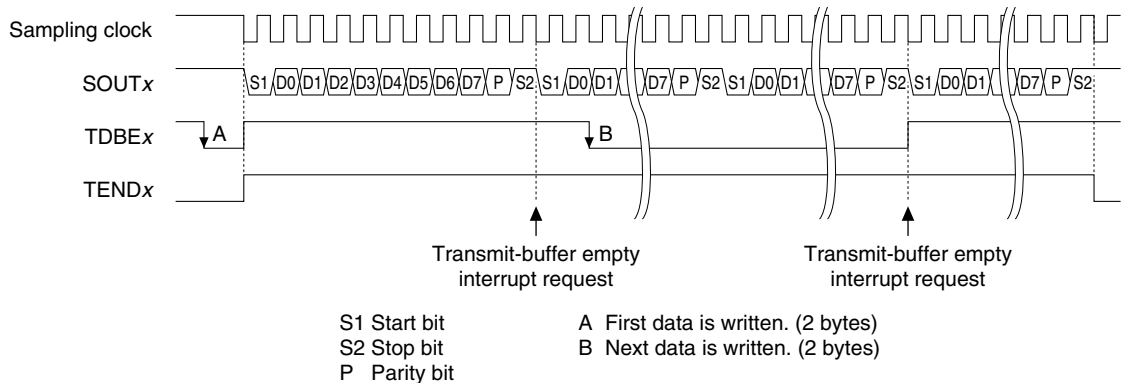 Sampling clock
SOUTx S1 D0 D1 D2 D3 D4 D5 D6 D7 P S2 S1 D0 D1 D7 P S2 S1 D0 D1 D7 P S2 S1 D0 D1 D7 P S2
TDBEx A B
TENDx
Transmit-buffer empty
interrupt request
Transmit-buffer empty
interrupt request
S1 Start bit
S2 Stop bit
P Parity bit
A First data is written. (2 bytes)
B Next data is written. (2 bytes)